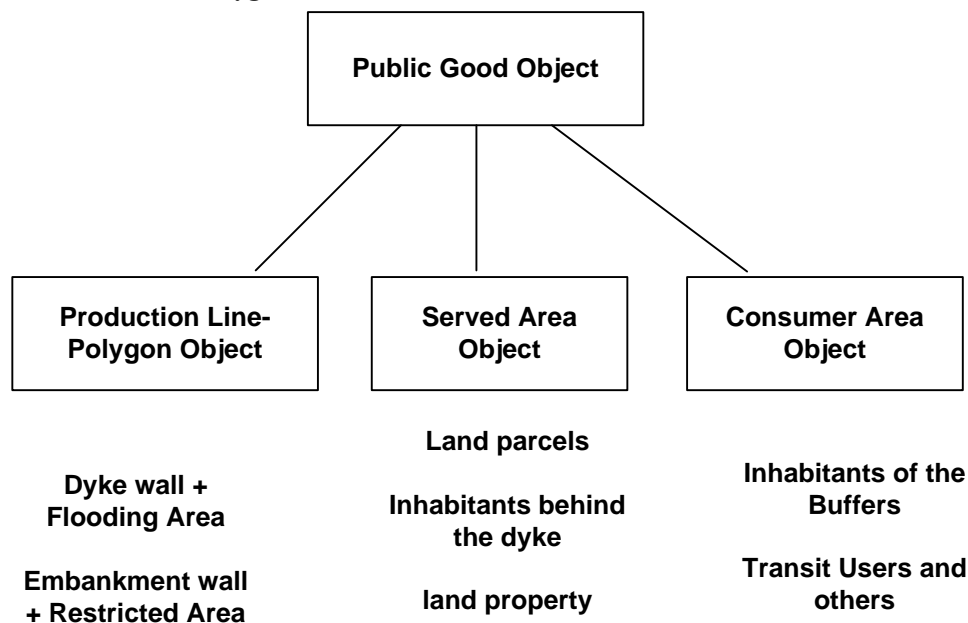 Public Good Object
Production Line-
Polygon Object
Served Area
Object
Consumer Area
Object
Dyke wall +
Flooding Area
Embankment wall
+ Restricted Area
Land parcels
Inhabitants behind
the dyke
land property
Inhabitants of the
Buffers
Transit Users and
others